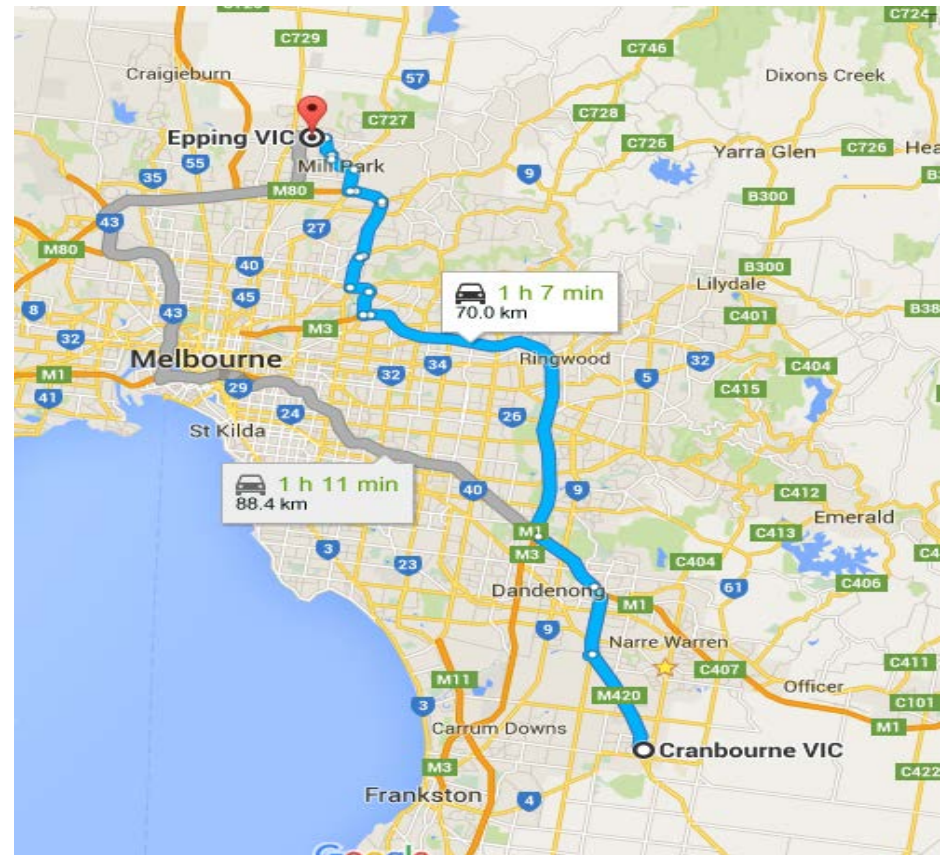 C724
C729
C746
Craigieburn
57
Dixons Creek
C727
C728
Epping VIC
C726
Yarra Glen
C726
Mill Park
55
35
9
M80
B300
43
27
M80
40
B300
1 h 7 min
70.0 km
Lilydale
45
8
43
M3
C401
32
Melbourne
34
Ringwood
32
C404
M1
32
5
41
29
C415
24
26
St Kilda
1 h 11 min
88.4 km
40
9
C412
Emerald
M1
C413
3
M3
23
C404
C406
Dandenong
61
M1
9
Narre Warren
C407
C411
M11
M420
Officer
3
C101
Carrum Downs
M1
Cranbourne VIC
M3
C422
Frankston
4
Google